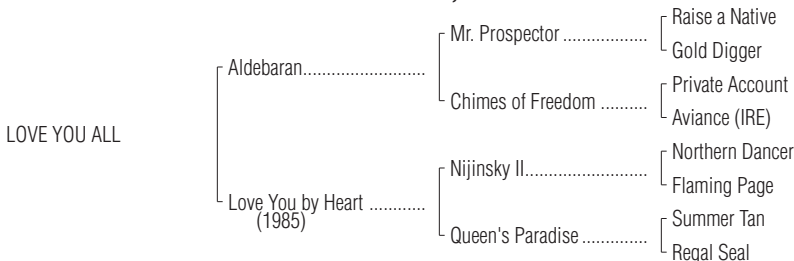 Raise a Native
Mr. Prospector ..................
Gold Digger
Aldebaran..........................
Private Account
Chimes of Freedom ..........
Aviance (IRE)
LOVE YOU ALL
Northern Dancer
Nijinsky II..........................
Flaming Page
Love You by Heart ............
(1985)
Summer Tan
Queen's Paradise ..............
Regal Seal